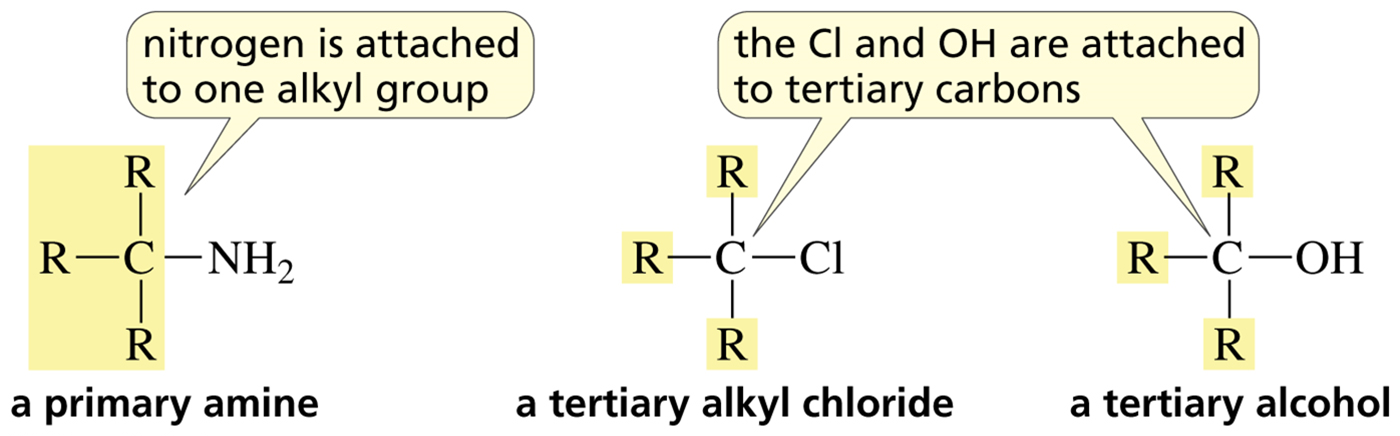 nitrogen is attached
to one alkyl group
the Cl and OH are attached
to tertiary carbons
R
R—C—NH₂
R
a primary amine
R
R—C—Cl
R
a tertiary alkyl chloride
R
R—C—OH
R
a tertiary alcohol